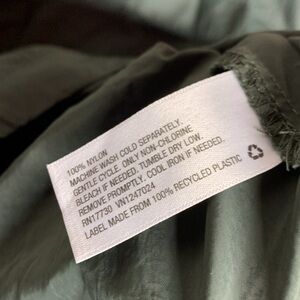 100% NYLON
MACHINE WASH COLD SEPARATELY.
GENTLE CYCLE. ONLY NON-CHLORINE
BLEACH IF NEEDED. TUMBLE DRY LOW.
REMOVE PROMPTLY. COOL IRON IF NEEDED.
RN17730 VN1247024
LABEL MADE FROM 100% RECYCLED PLASTIC